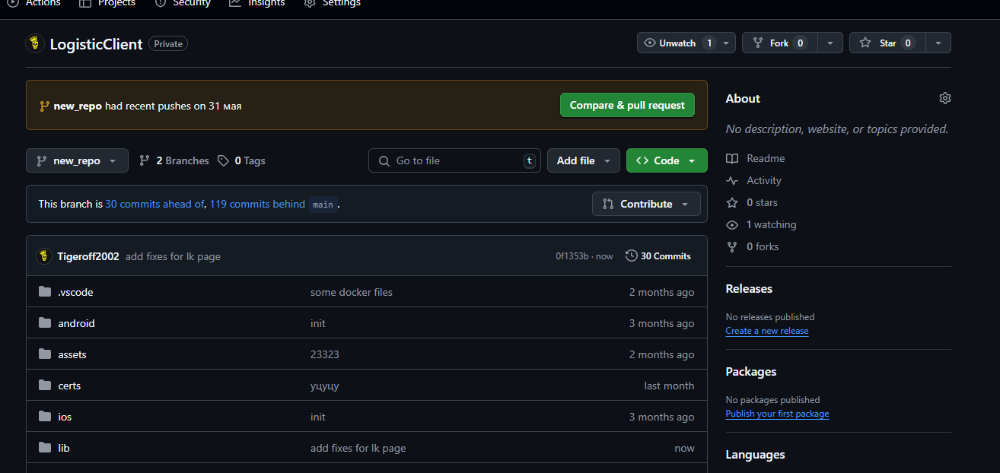 Actions Projects Security Insights Settings
LogisticClient Private Unwatch 1 Fork 0 Star 0
new_repo had recent pushes on 31 мая Compare & pull request
new_repo 2 Branches 0 Tags Go to file t Add file Code
This branch is 30 commits ahead of, 119 commits behind main . Contribute
Tigeroff2002 add fixes for lk page 0f1353b · now 30 Commits
.vscode some docker files 2 months ago
android init 3 months ago
assets 23323 2 months ago
certs уцуцу last month
ios init 3 months ago
lib add fixes for lk page now
About
No description, website, or topics provided.
Readme
Activity
0 stars
1 watching
0 forks
Releases
No releases published
Create a new release
Packages
No packages published
Publish your first package
Languages